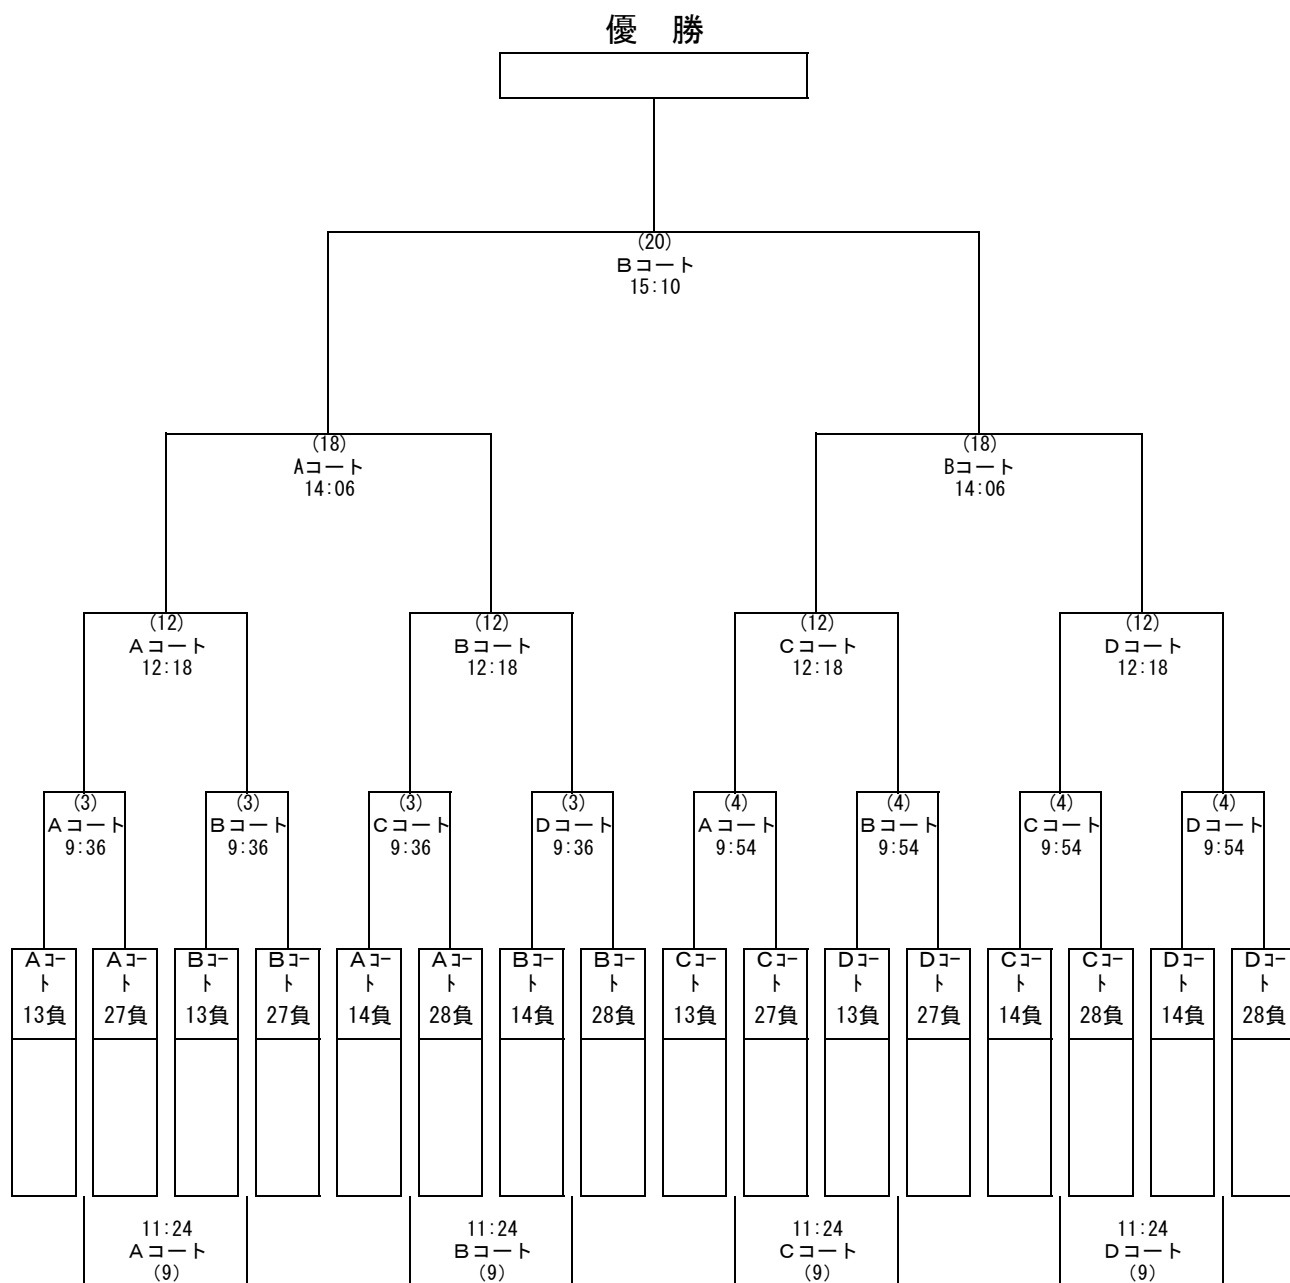 優　勝
(20)
Ｂコート
15:10
(18)
Aコート
14:06
(18)
Bコート
14:06
(12)
Ａコート
12:18
(12)
Ｂコート
12:18
(12)
Ｃコート
12:18
(12)
Ｄコート
12:18
(3)
Ａコート
9:36
(3)
Ｂコート
9:36
(3)
Ｃコート
9:36
(3)
Ｄコート
9:36
(4)
Ａコート
9:54
(4)
Ｂコート
9:54
(4)
Ｃコート
9:54
(4)
Ｄコート
9:54
Ａｺｰ
ﾄ
13負
Ａｺｰ
ﾄ
27負
Ｂｺｰ
ﾄ
13負
Ｂｺｰ
ﾄ
27負
Ａｺｰ
ﾄ
14負
Ａｺｰ
ﾄ
28負
Ｂｺｰ
ﾄ
14負
Ｂｺｰ
ﾄ
28負
Ｃｺｰ
ﾄ
13負
Ｃｺｰ
ﾄ
27負
Ｄｺｰ
ﾄ
13負
Ｄｺｰ
ﾄ
27負
Ｃｺｰ
ﾄ
14負
Ｃｺｰ
ﾄ
28負
Ｄｺｰ
ﾄ
14負
Ｄｺｰ
ﾄ
28負
11:24
Ａコート
(9)
11:24
Ｂコート
(9)
11:24
Ｃコート
(9)
11:24
Ｄコート
(9)